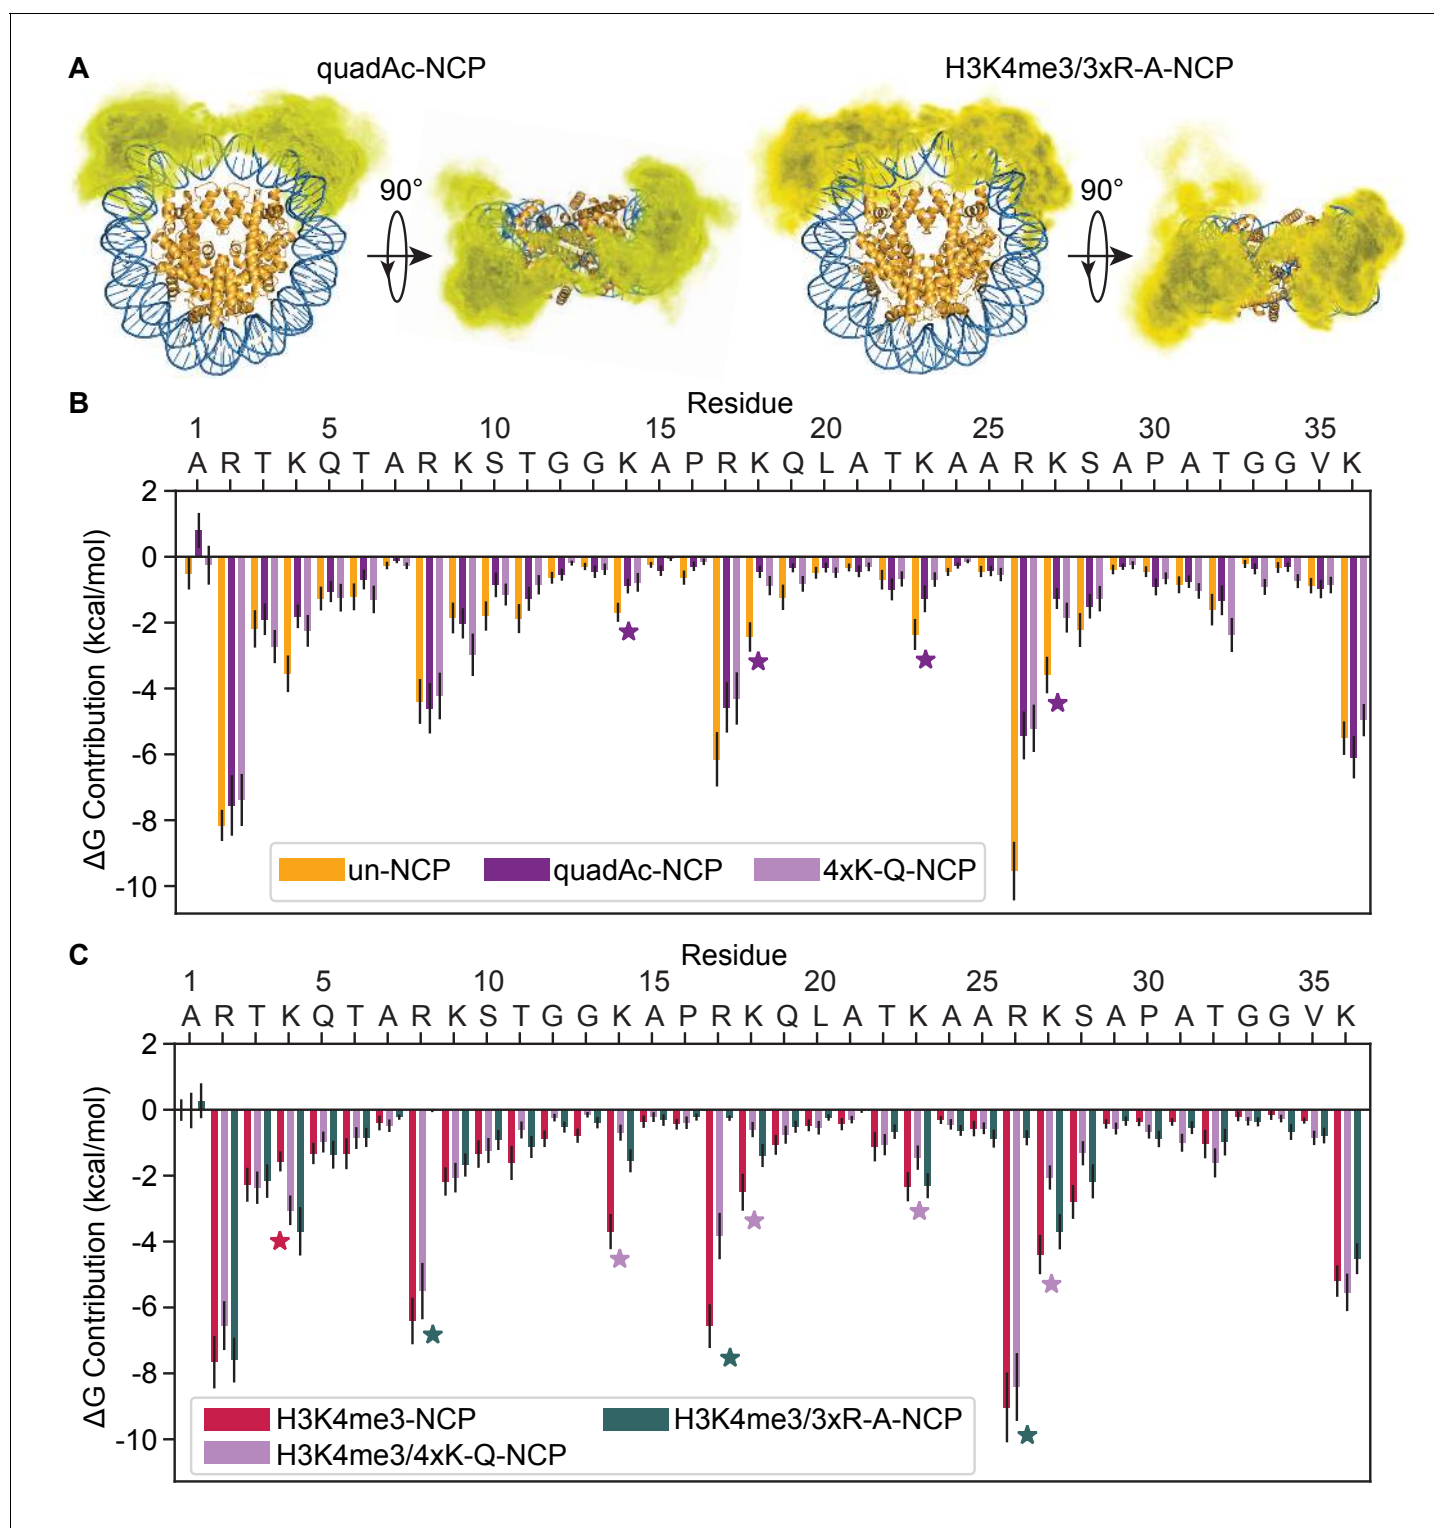 A
quadAc-NCP
H3K4me3/3xR-A-NCP
90°
90°
B
Residue
1 5 10 15 20 25 30 35
A R T K Q T A R K S T G G K A P R K Q L A T K A A R K S A P A T G G V K
ΔG Contribution (kcal/mol)
2
0
-2
-4
-6
-8
-10
un-NCP quadAc-NCP 4xK-Q-NCP
C
Residue
1 5 10 15 20 25 30 35
A R T K Q T A R K S T G G K A P R K Q L A T K A A R K S A P A T G G V K
ΔG Contribution (kcal/mol)
2
0
-2
-4
-6
-8
-10
H3K4me3-NCP H3K4me3/3xR-A-NCP
H3K4me3/4xK-Q-NCP